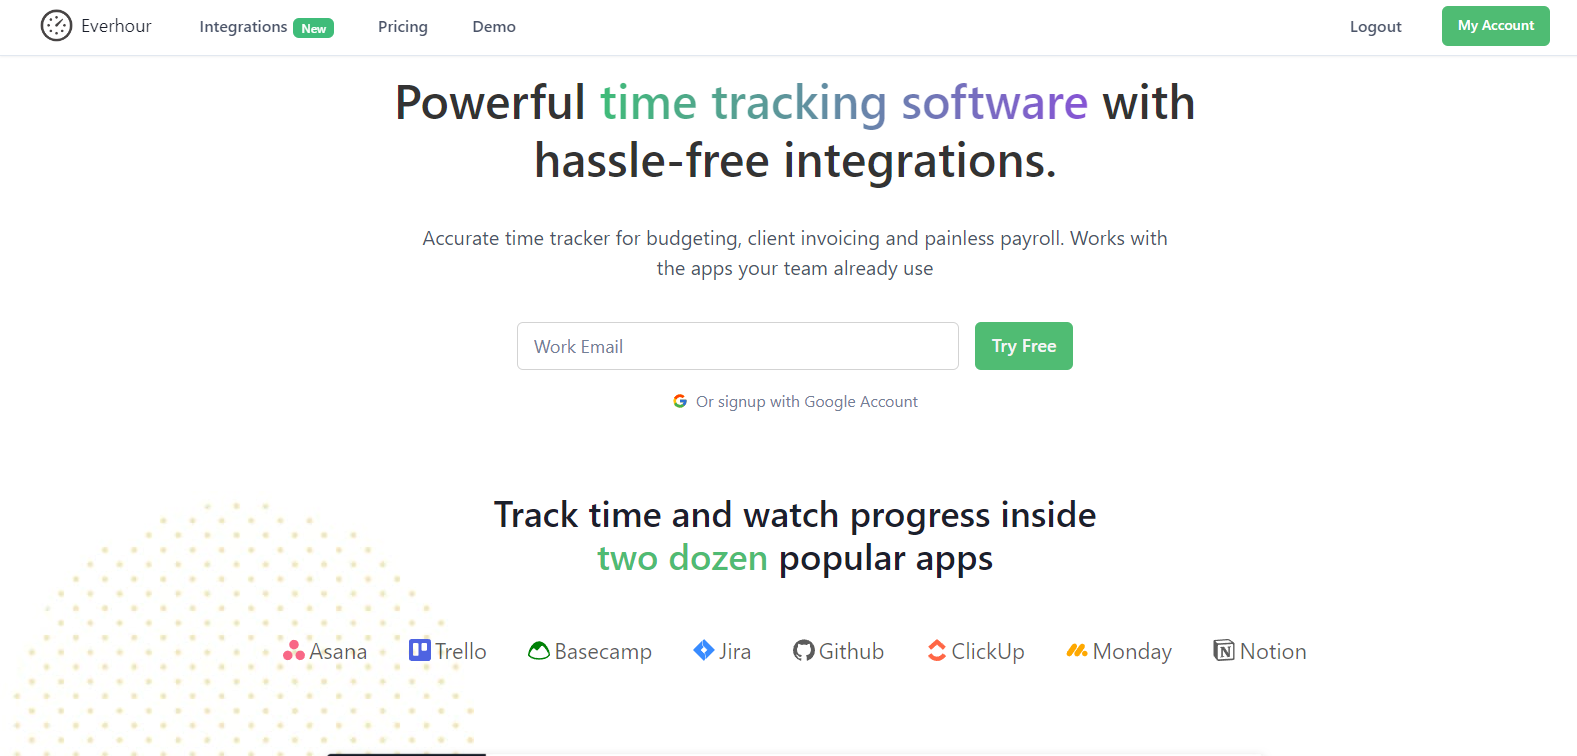 Everhour Integrations New Pricing Demo Logout My Account
Powerful time tracking software with
hassle-free integrations.
Accurate time tracker for budgeting, client invoicing and painless payroll. Works with
the apps your team already use
Work Email Try Free
Or signup with Google Account
Track time and watch progress inside
two dozen popular apps
Asana Trello Basecamp Jira Github ClickUp Monday Notion